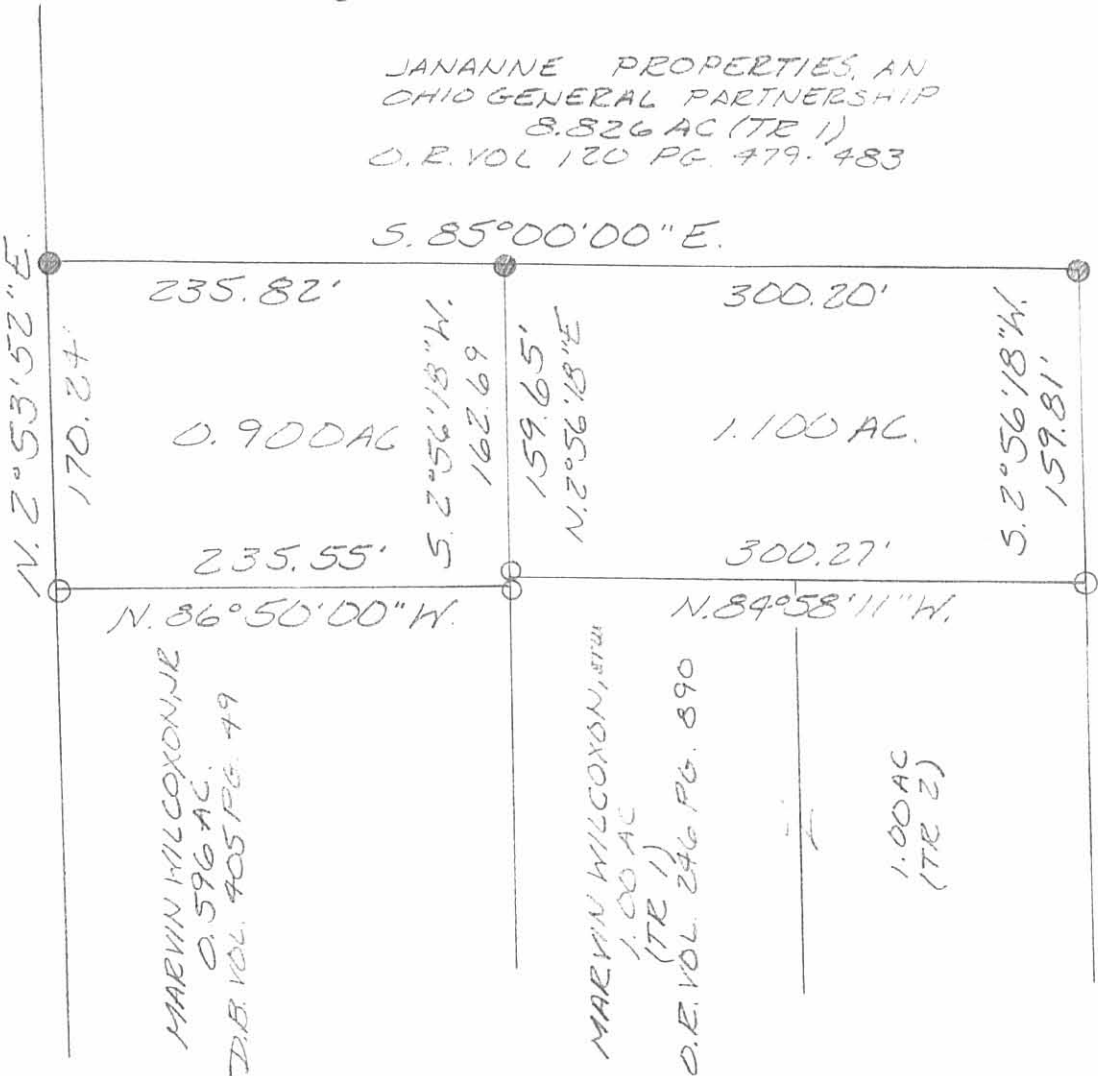 JANANNE PROPERTIES, AN
OHIO GENERAL PARTNERSHIP
8.826 AC (TR 1)
O.R. VOL 120 PG. 479-483
S. 85°00'00" E.
235.82'
300.20'
N. 2°53'52" E.
170.24'
0.900 AC
S. 2°56'18" W.
162.69
159.65'
N. 2°56'18" E
1.100 AC.
S. 2°56'18" W.
159.81'
235.55'
300.27'
N. 86°50'00" W.
N. 84°58'11" W.
MARVIN WILCOXON, JR
0.596 AC.
D.B. VOL. 405 PG. 49
MARVIN WILCOXON,
1.00 AC
(TR 1)
O.R. VOL. 246 PG. 890
1.00 AC
(TR 2)